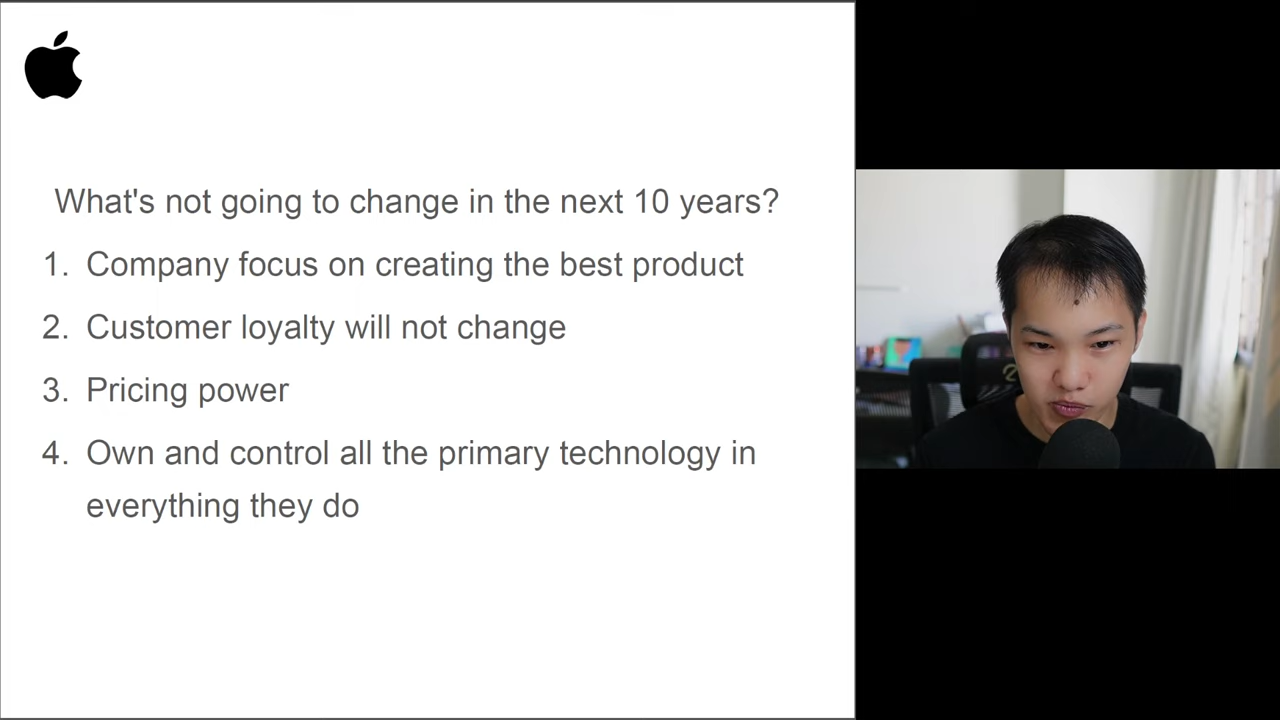 What's not going to change in the next 10 years?
1. Company focus on creating the best product
2. Customer loyalty will not change
3. Pricing power
4. Own and control all the primary technology in
everything they do